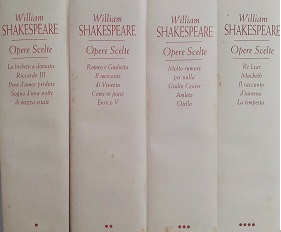 William
SHAKESPEARE
Opere Scelte
La bisbetica domata
Riccardo III
Pene d'amor perdute
Sogno d'una notte
di mezza estate
William
SHAKESPEARE
Opere Scelte
Romeo e Giulietta
Il mercante
di Venezia
Come vi piace
Enrico V
William
SHAKESPEARE
Opere Scelte
Molto rumore
per nulla
Giulio Cesare
Amleto
Otello
William
SHAKESPEARE
Opere Scelte
Re Lear
Macbeth
Il racconto
d'inverno
La tempesta